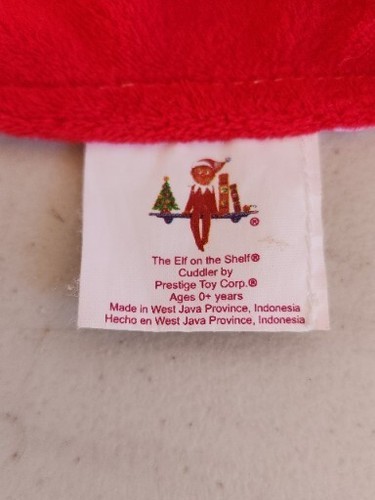 ®
The Elf on the Shelf®
Cuddler by
Prestige Toy Corp.®
Ages 0+ years
Made in West Java Province, Indonesia
Hecho en West Java Province, Indonesia